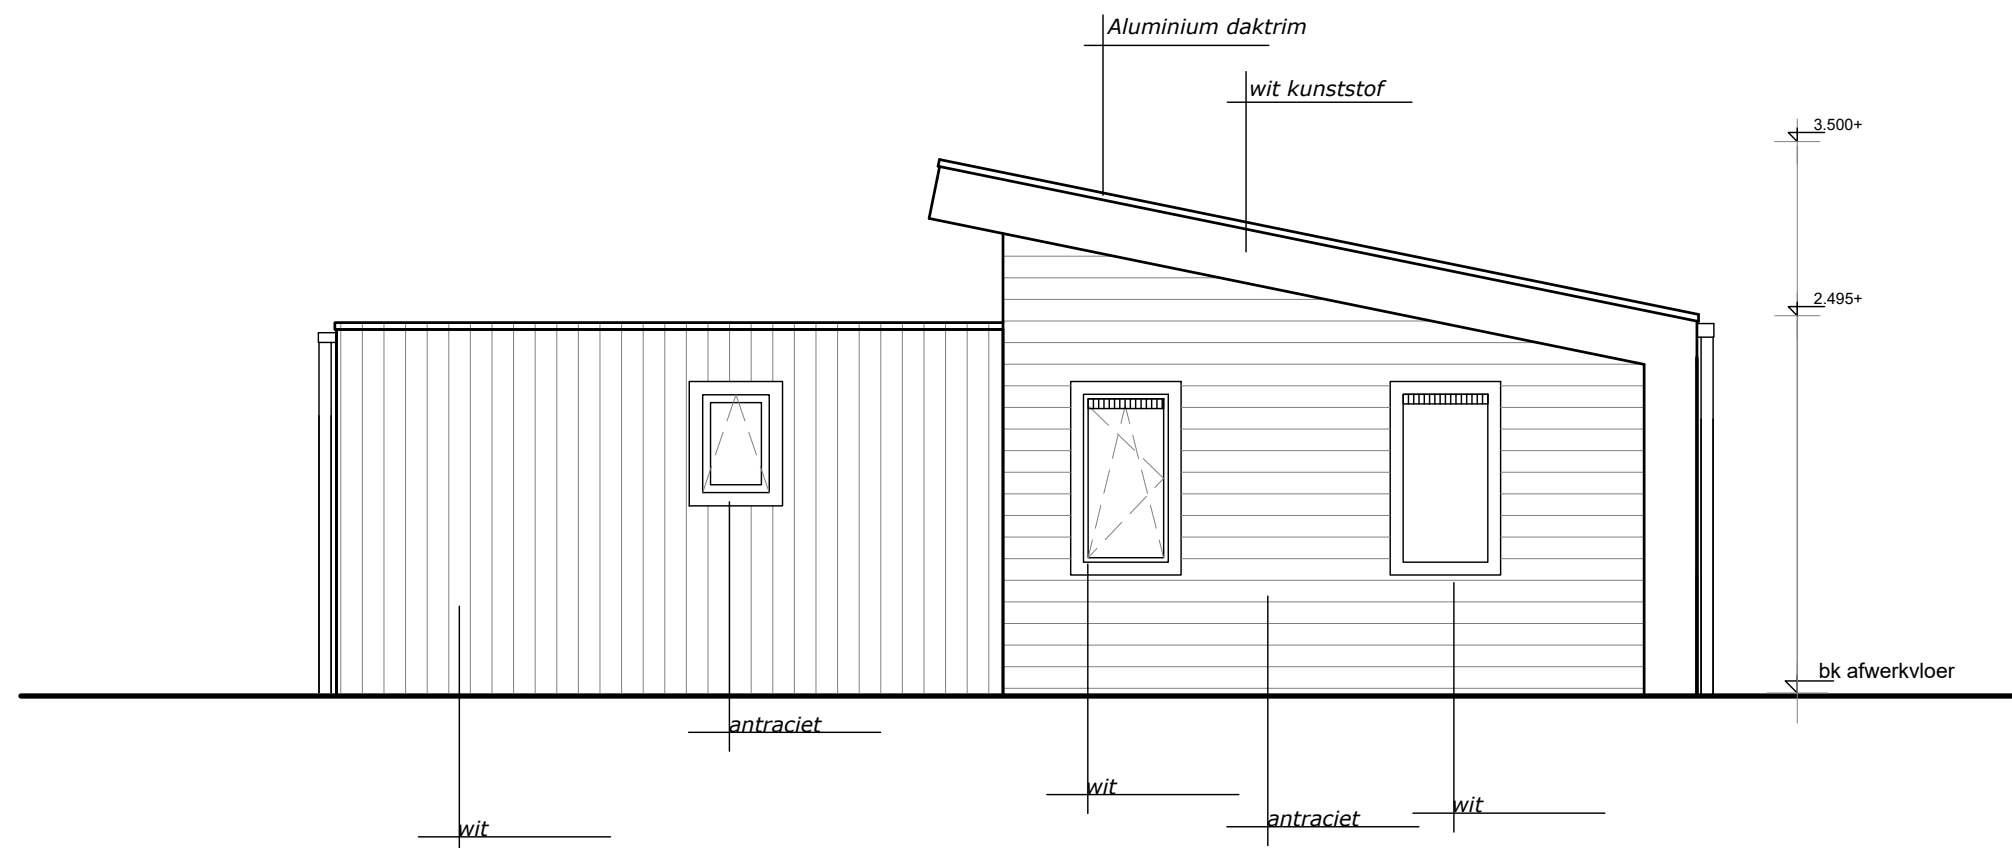 Aluminium daktrim
wit kunststof
3.500+
2.495+
bk afwerkvloer
antraciet
wit
wit
antraciet
wit